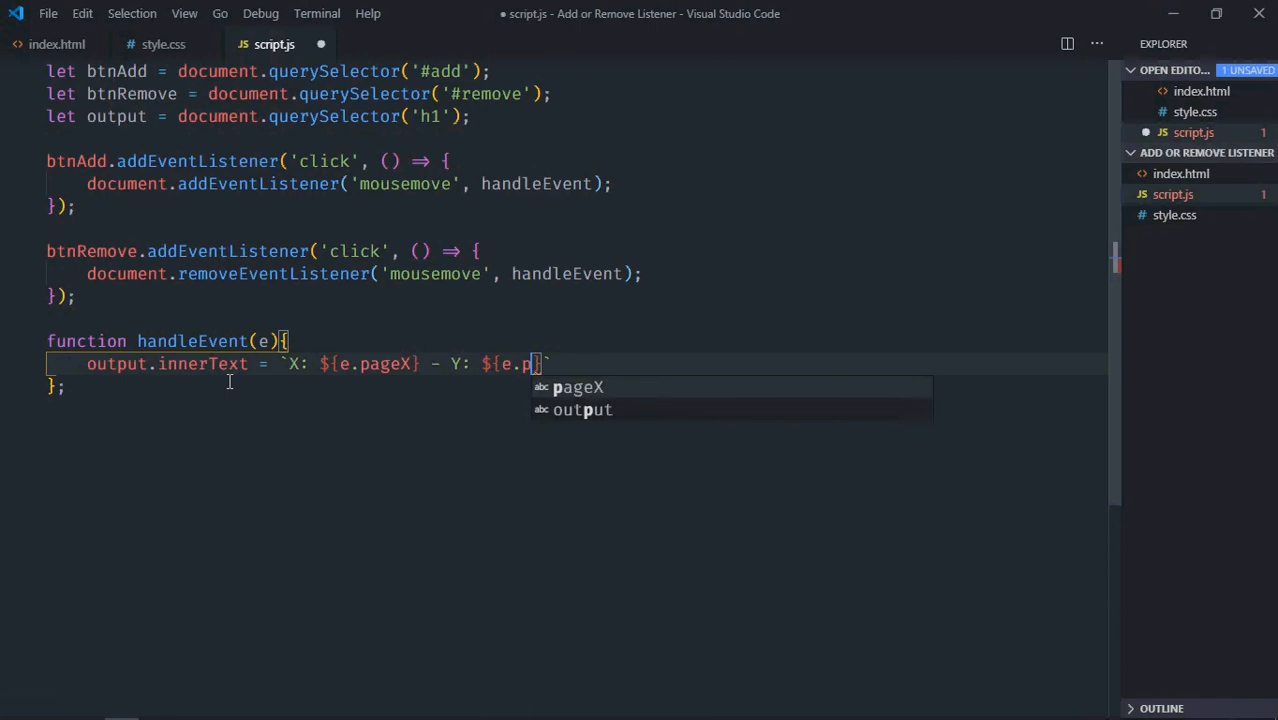 File Edit Selection View Go Debug Terminal Help ● script.js - Add or Remove Listener - Visual Studio Code
index.html # style.css JS script.js EXPLORER
let btnAdd = document.querySelector('#add');
let btnRemove = document.querySelector('#remove');
let output = document.querySelector('h1');
btnAdd.addEventListener('click', () => {
document.addEventListener('mousemove', handleEvent);
});
btnRemove.addEventListener('click', () => {
document.removeEventListener('mousemove', handleEvent);
});
function handleEvent(e){
output.innerText = `X: ${e.pageX} - Y: ${e.p}`
};
abc pageX
abc output
OPEN EDITO... 1 UNSAVED
index.html
# style.css
JS script.js 1
ADD OR REMOVE LISTENER
index.html
JS script.js 1
# style.css
OUTLINE